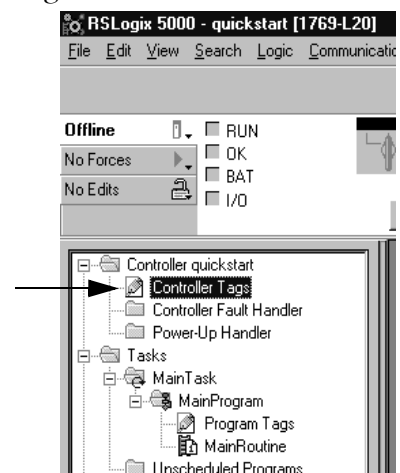 RSLogix 5000 - quickstart [1769-L20]
File Edit View Search Logic
Offline RUN
No Forces OK
BAT
No Edits I/O
Controller quickstart
Controller Tags
Controller Fault Handler
Power-Up Handler
Tasks
MainTask
MainProgram
Program Tags
MainRoutine
Unscheduled Programs